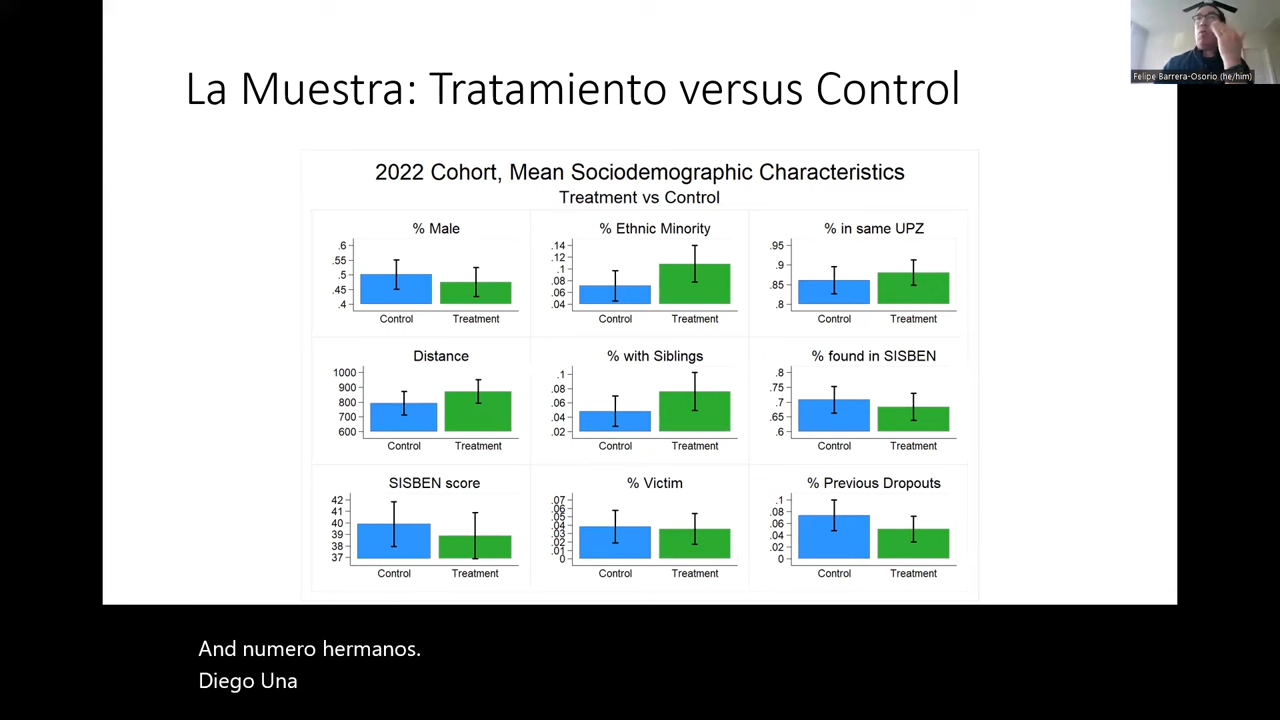 La Muestra: Tratamiento versus Control
Felipe Barrera-Osorio (he/him)
2022 Cohort, Mean Sociodemographic Characteristics
Treatment vs Control
% Male
.6
.55
.5
.45
.4
Control Treatment
% Ethnic Minority
.14
.12
.1
.08
.06
.04
Control Treatment
% in same UPZ
.95
.9
.85
.8
Control Treatment
Distance
1000
900
800
700
600
Control Treatment
% with Siblings
.1
.08
.06
.04
.02
Control Treatment
% found in SISBEN
.8
.75
.7
.65
.6
Control Treatment
SISBEN score
42
41
40
39
38
37
Control Treatment
% Victim
.07
.06
.05
.04
.03
.02
.01
0
Control Treatment
% Previous Dropouts
.1
.08
.06
.04
.02
0
Control Treatment
And numero hermanos.
Diego Una